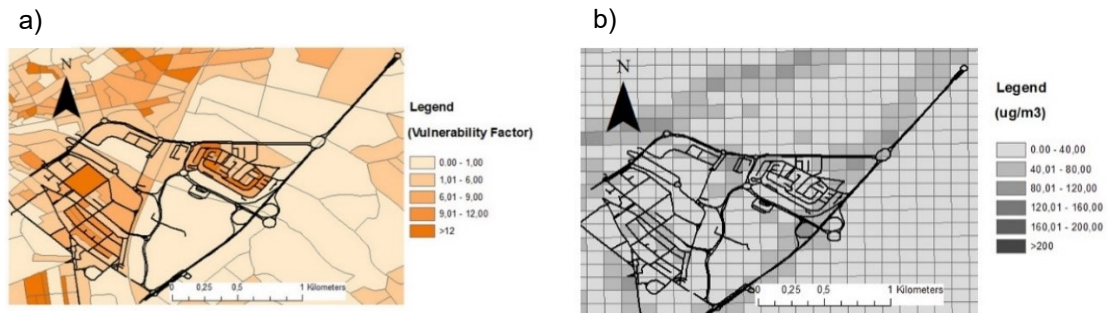 a)
N
Legend
(Vulnerability Factor)
0.00 - 1,00
1,01 - 6,00
6,01 - 9,00
9,01 - 12,00
>12
0 0,25 0,5 1 Kilometers
b)
N
Legend
(ug/m3)
0.00 - 40,00
40,01 - 80,00
80,01 - 120,00
120,01 - 160,00
160,01 - 200,00
>200
0 0,25 0,5 1 Kilometers